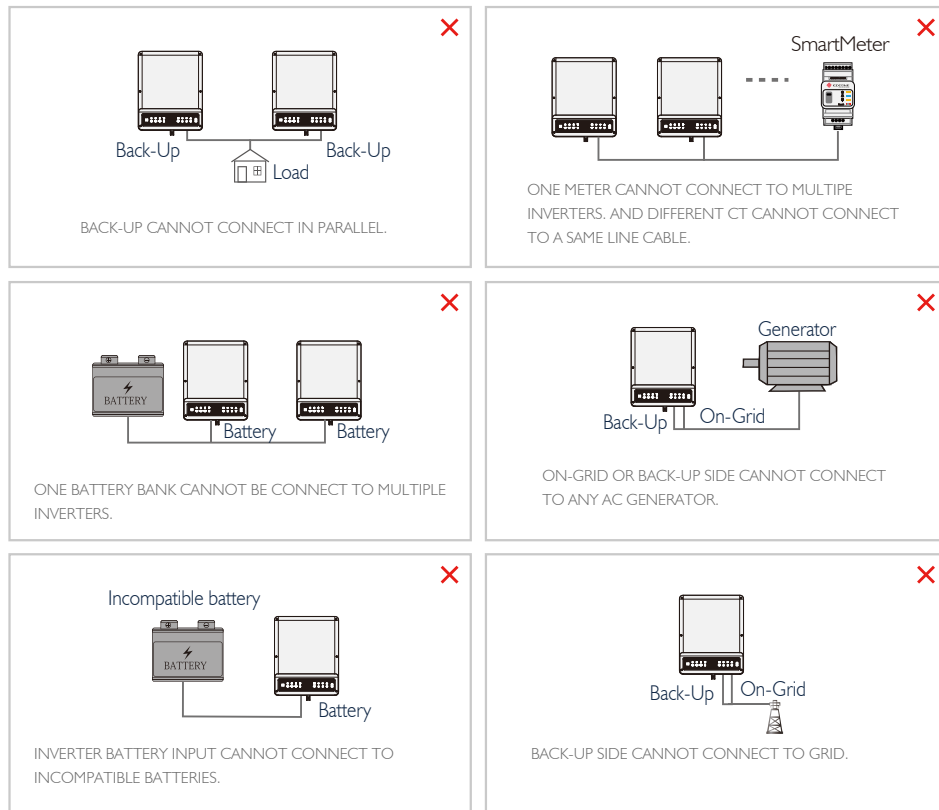 Back-Up
Back-Up
Load
BACK-UP CANNOT CONNECT IN PARALLEL.
SmartMeter
ONE METER CANNOT CONNECT TO MULTIPE
INVERTERS. AND DIFFERENT CT CANNOT CONNECT
TO A SAME LINE CABLE.
BATTERY
Battery
Battery
ONE BATTERY BANK CANNOT BE CONNECT TO MULTIPLE
INVERTERS.
Generator
Back-Up
On-Grid
ON-GRID OR BACK-UP SIDE CANNOT CONNECT
TO ANY AC GENERATOR.
Incompatible battery
BATTERY
Battery
INVERTER BATTERY INPUT CANNOT CONNECT TO
INCOMPATIBLE BATTERIES.
Back-Up
On-Grid
BACK-UP SIDE CANNOT CONNECT TO GRID.